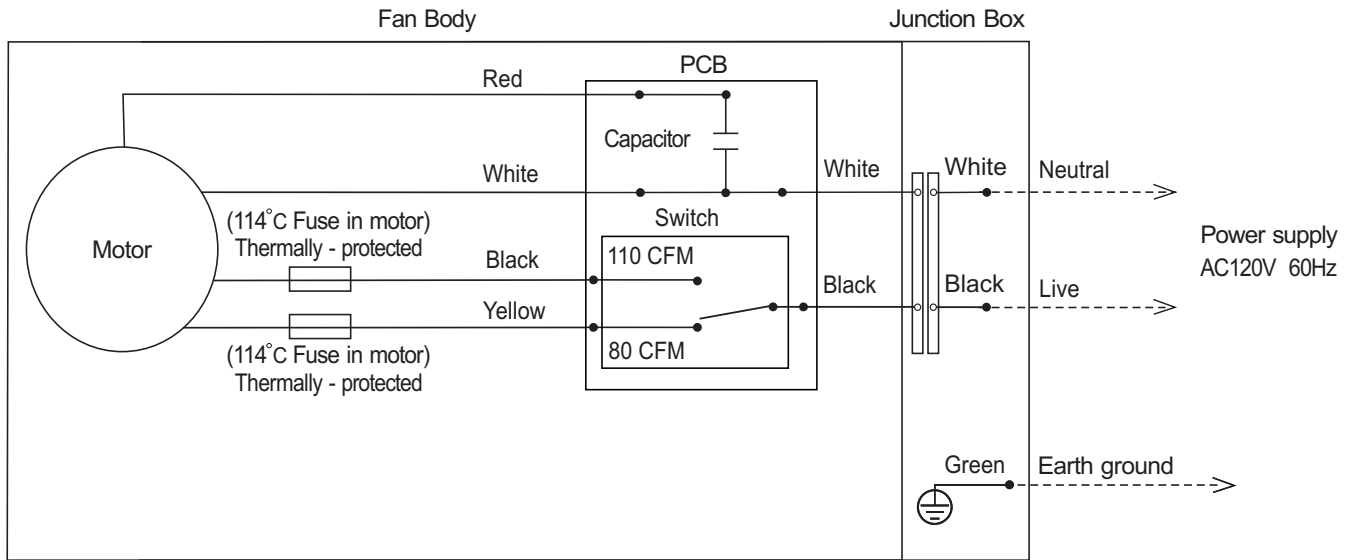 Fan Body
Junction Box
PCB
Red
Capacitor
White
White
White
Neutral
(114°C Fuse in motor)
Thermally - protected
Switch
Motor
110 CFM
Black
Black
Black
Live
Power supply
AC120V 60Hz
Yellow
80 CFM
(114°C Fuse in motor)
Thermally - protected
Green
Earth ground